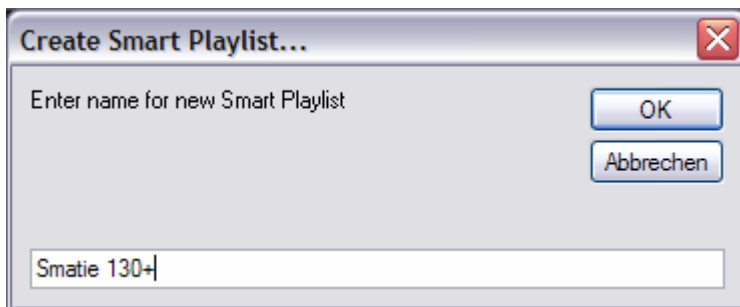 Create Smart Playlist...
Enter name for new Smart Playlist
OK
Abbrechen
Smatie 130+